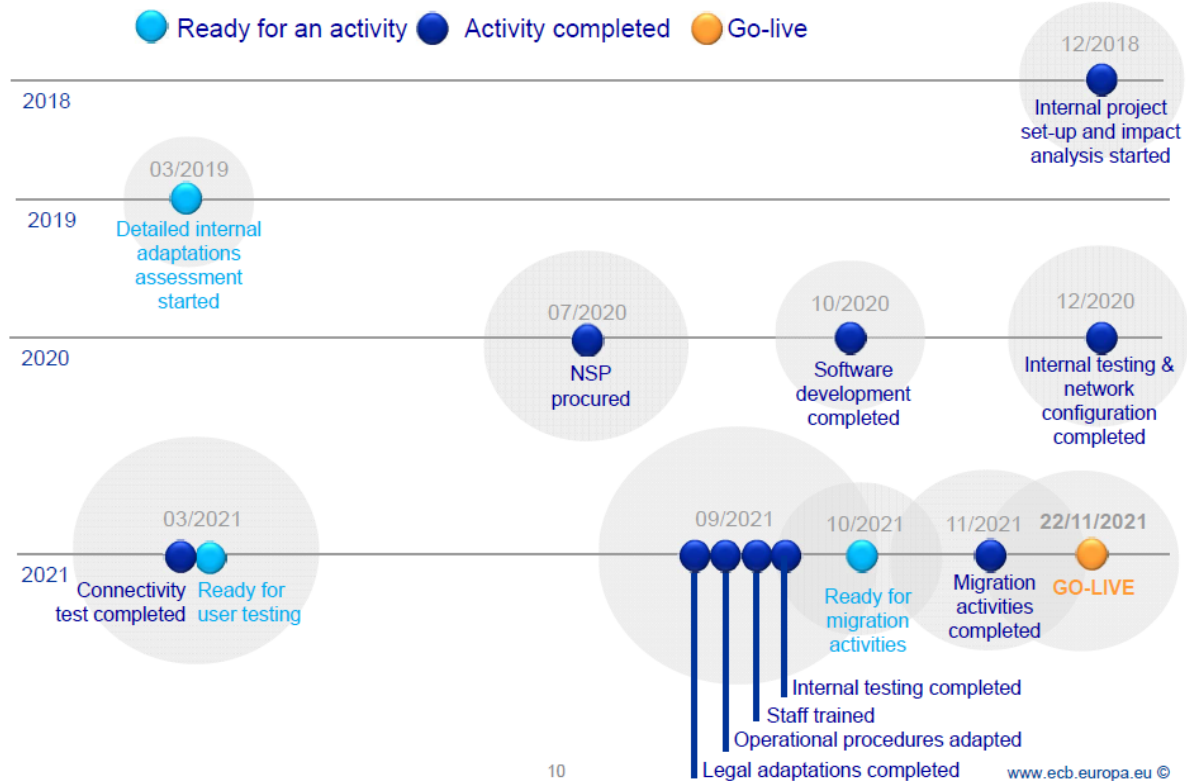 Ready for an activity
Activity completed
Go-live
12/2018
2018
Internal project
set-up and impact
analysis started
03/2019
2019
Detailed internal
adaptations
assessment
started
07/2020
10/2020
12/2020
2020
NSP
procured
Software
development
completed
Internal testing &
network
configuration
completed
03/2021
09/2021
10/2021
11/2021
22/11/2021
2021
Connectivity
test completed
Ready for
user testing
Ready for
migration
activities
Migration
activities
completed
GO-LIVE
Internal testing completed
Staff trained
Operational procedures adapted
Legal adaptations completed
10
www.ecb.europa.eu ©